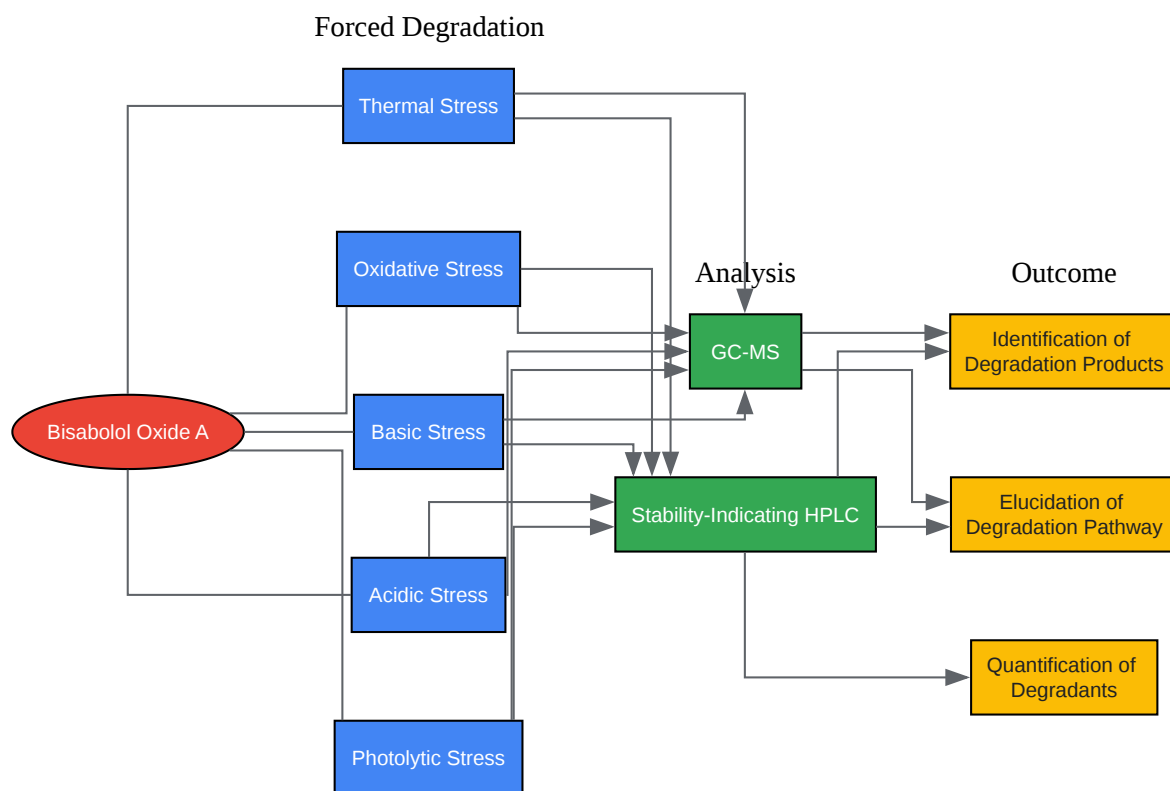 Forced Degradation
Thermal Stress
Oxidative Stress
Analysis
Outcome
GC-MS
Identification of
Degradation Products
Bisabolol Oxide A
Basic Stress
Stability-Indicating HPLC
Elucidation of
Degradation Pathway
Acidic Stress
Quantification of
Degradants
Photolytic Stress